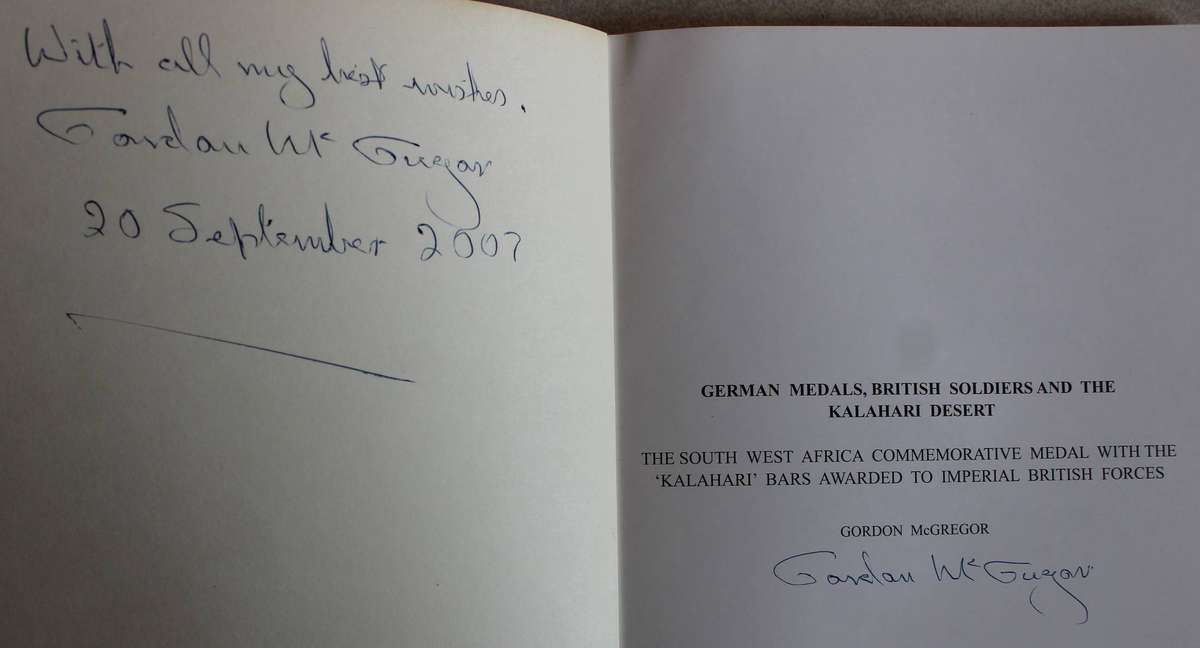 With all my best wishes.
Gordon McGregor
20 September 2007
GERMAN MEDALS, BRITISH SOLDIERS AND THE
KALAHARI DESERT
THE SOUTH WEST AFRICA COMMEMORATIVE MEDAL WITH THE
‘KALAHARI’ BARS AWARDED TO IMPERIAL BRITISH FORCES
GORDON McGREGOR
Gordon McGregor